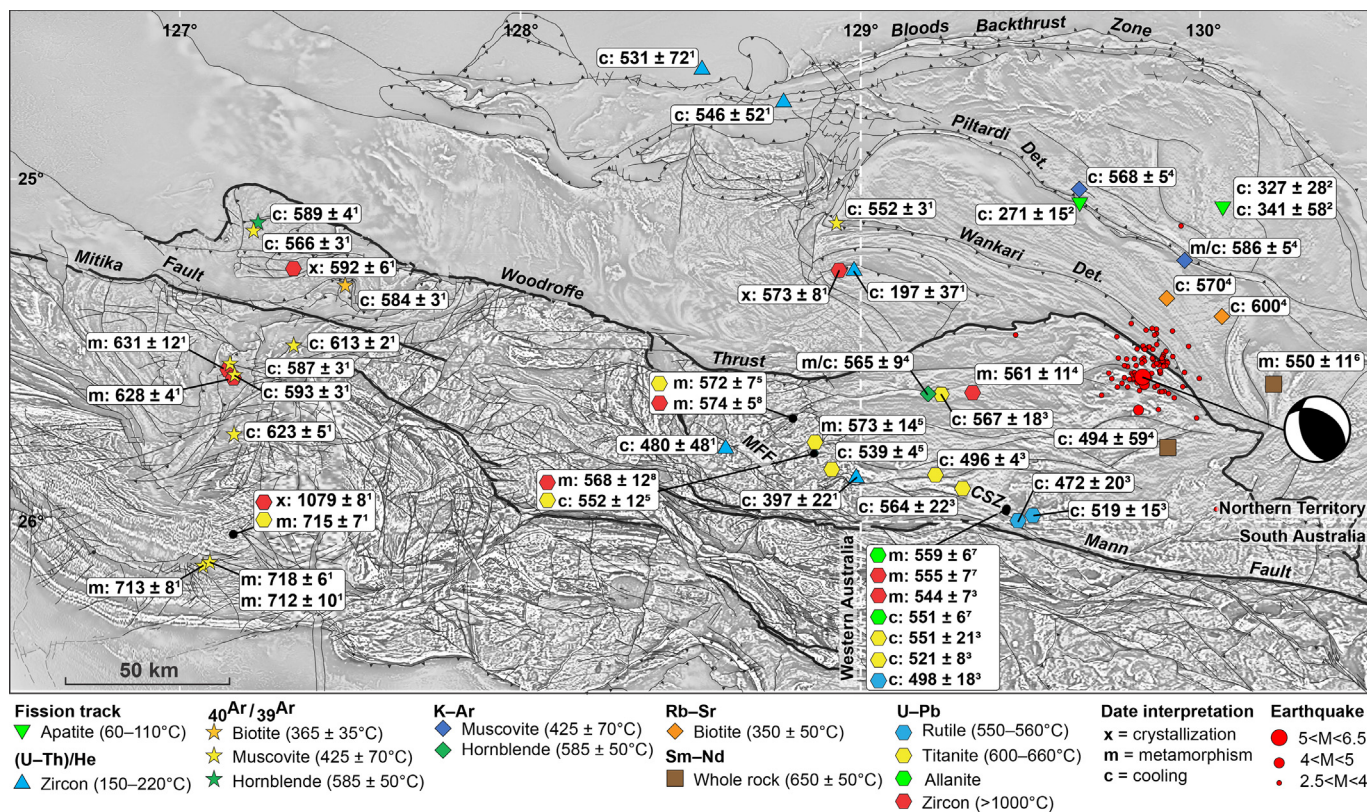 127° 128° 129° 130°
Bloods Backthrust Zone
c: 531 ± 72¹
c: 546 ± 52¹
Piltardi Det.
25°
c: 568 ± 5⁴
c: 327 ± 28²
c: 341 ± 58²
c: 271 ± 15²
c: 589 ± 4¹
c: 552 ± 3¹
c: 566 ± 3¹
Wankari Det.
m/c: 586 ± 5⁴
Mitika Fault
x: 592 ± 6¹
Woodroffe
c: 570⁴
c: 584 ± 3¹
x: 573 ± 8¹
c: 197 ± 37¹
c: 600⁴
m: 631 ± 12¹
c: 613 ± 2¹
Thrust
m/c: 565 ± 9⁴
m: 561 ± 11⁴
m: 550 ± 11⁶
c: 587 ± 3¹
m: 628 ± 4¹
c: 593 ± 3¹
m: 572 ± 7⁵
m: 574 ± 5⁸
c: 567 ± 18³
m: 573 ± 14⁵
c: 623 ± 5¹
c: 480 ± 48¹
MFF
c: 539 ± 4⁵
c: 494 ± 59⁴
c: 496 ± 4³
m: 568 ± 12⁸
c: 552 ± 12⁵
c: 397 ± 22¹
c: 564 ± 22³
CSZ
c: 472 ± 20³
x: 1079 ± 8¹
m: 715 ± 7¹
26°
c: 519 ± 15³
Northern Territory
South Australia
Western Australia
Mann Fault
m: 713 ± 8¹
m: 718 ± 6¹
m: 712 ± 10¹
m: 559 ± 6⁷
m: 555 ± 7⁷
m: 544 ± 7³
c: 551 ± 6⁷
c: 551 ± 21³
c: 521 ± 8³
c: 498 ± 18³
50 km
Fission track
Apatite (60–110°C)
(U–Th)/He
Zircon (150–220°C)
40Ar/39Ar
Biotite (365 ± 35°C)
Muscovite (425 ± 70°C)
Hornblende (585 ± 50°C)
K–Ar
Muscovite (425 ± 70°C)
Hornblende (585 ± 50°C)
Rb–Sr
Biotite (350 ± 50°C)
Sm–Nd
Whole rock (650 ± 50°C)
U–Pb
Rutile (550–560°C)
Titanite (600–660°C)
Allanite
Zircon (>1000°C)
Date interpretation
x = crystallization
m = metamorphism
c = cooling
Earthquake
5<M<6.5
4<M<5
2.5<M<4